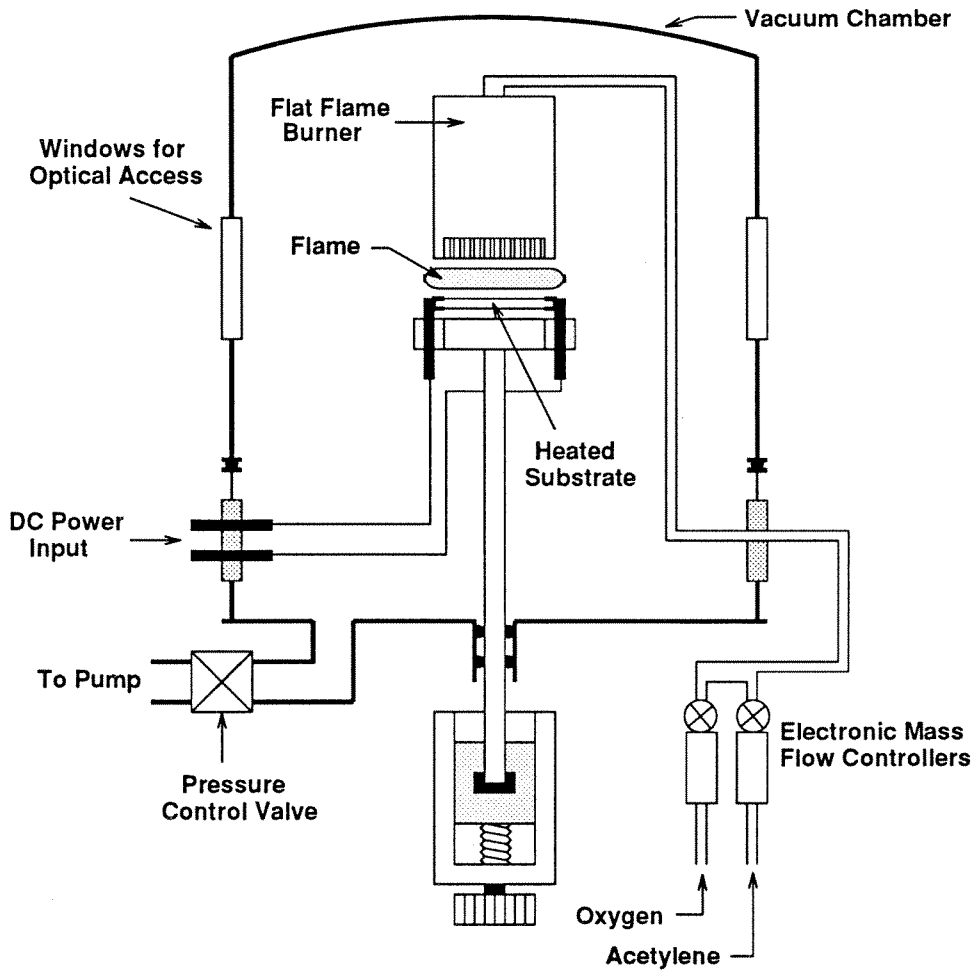 Vacuum Chamber
Flat Flame
Burner
Windows for
Optical Access
Flame
Heated
Substrate
DC Power
Input
To Pump
Electronic Mass
Flow Controllers
Pressure
Control Valve
Oxygen
Acetylene